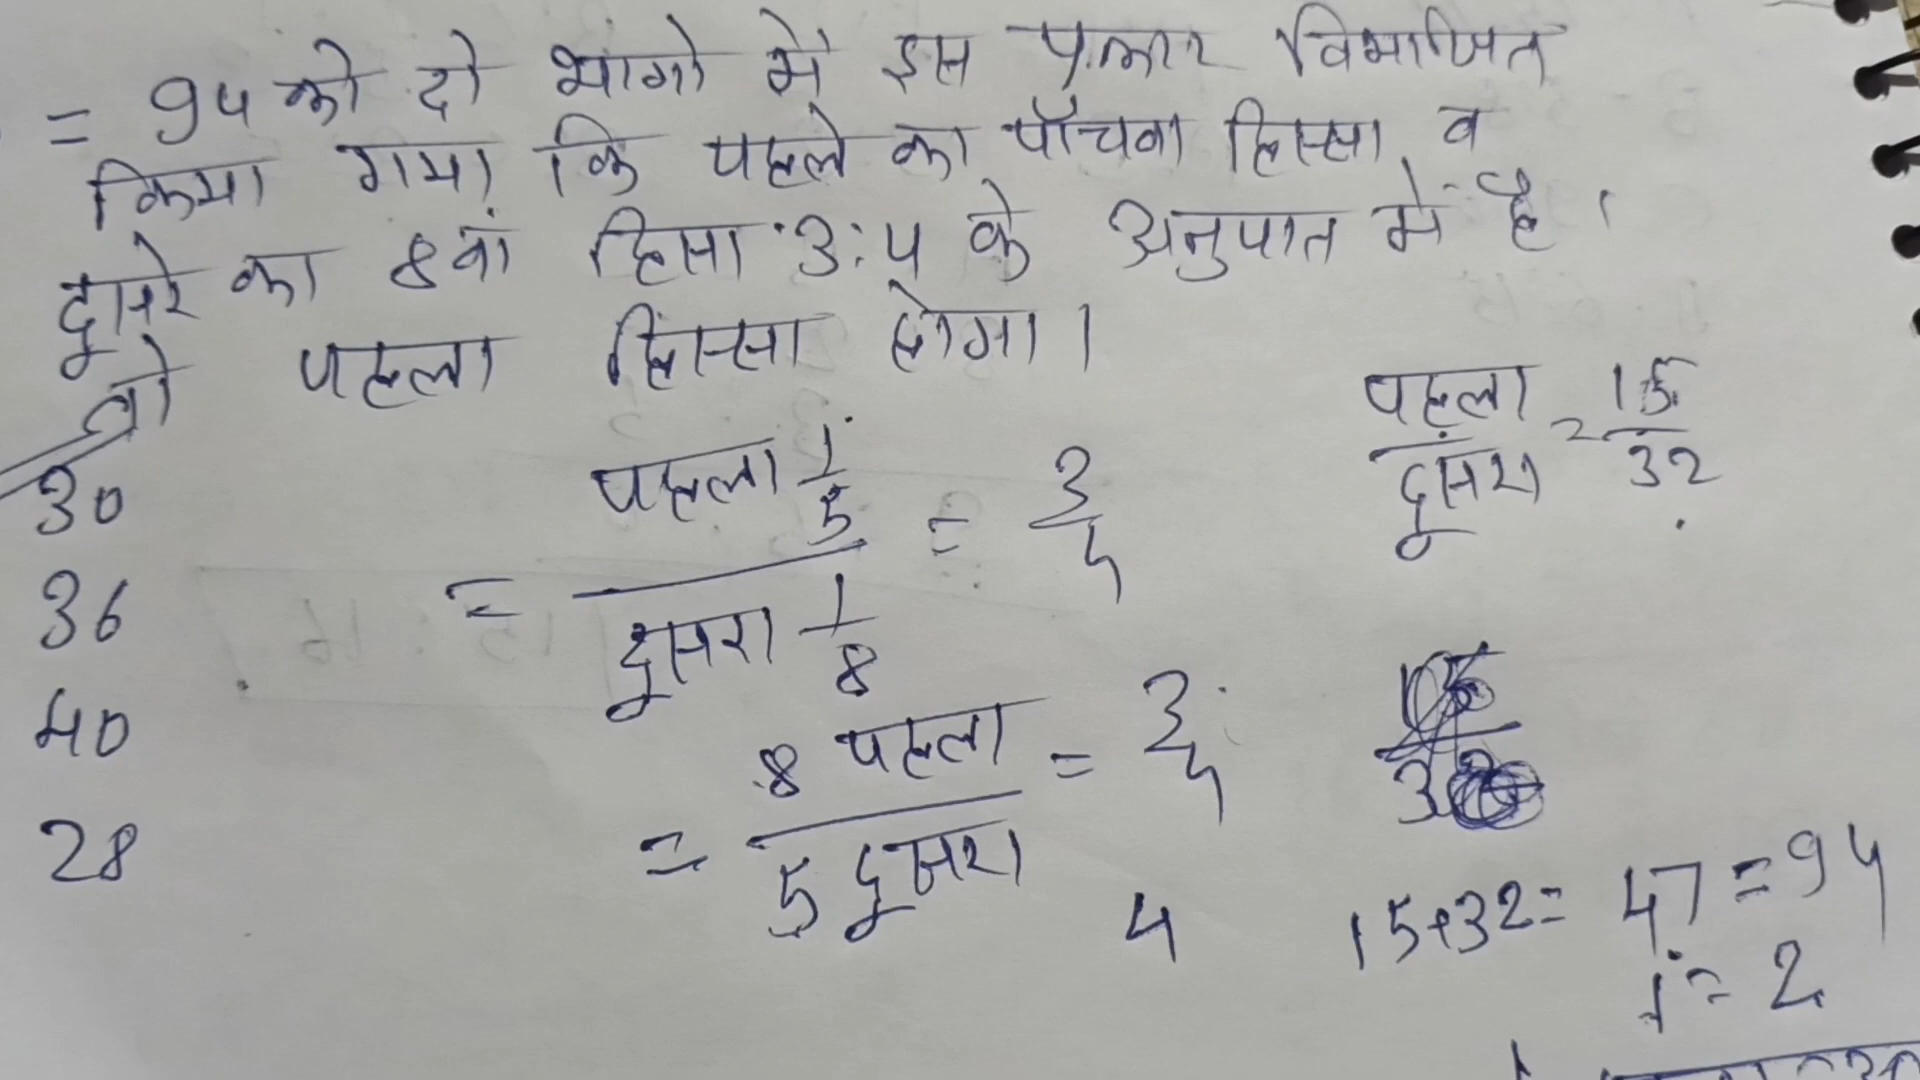 = 94 को दो भागो मे इस प्रकार विभाजित
किया गया कि पहले का पाँचवा हिस्सा व
दूसरे का 8वां हिसा 3:4 के अनुपात मे है।
तो पहला हिस्सा होगा।
30
36
40
28
= पहला 1/5 / दूसरा 1/8 = 3/4
= 8 पहला / 5 दूसरा = 3/4
4
पहला / दूसरा = 15/32
15+32= 47 = 94
1 = 2